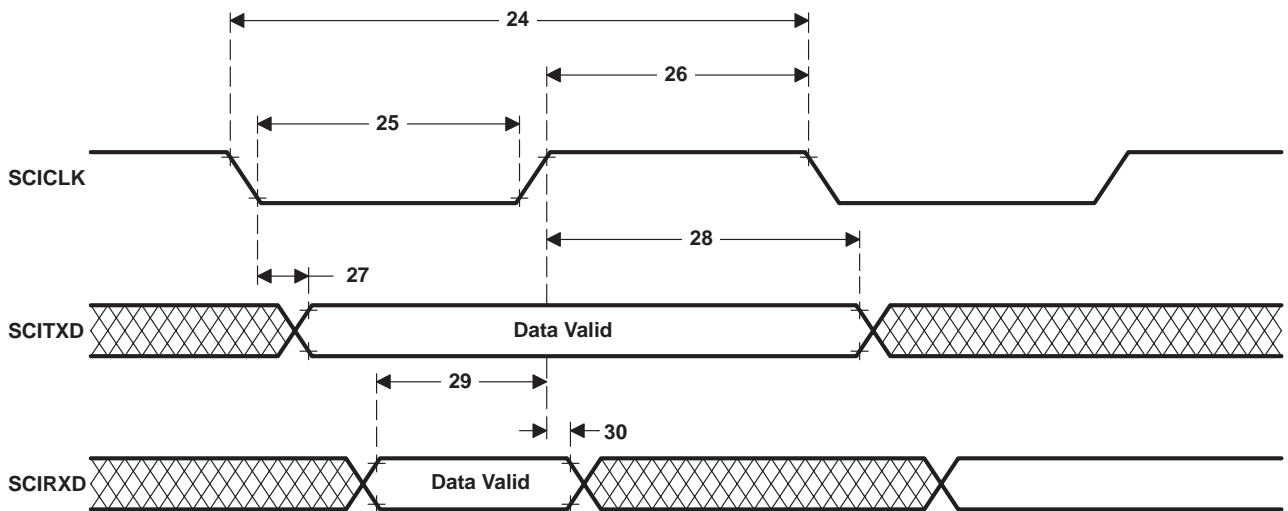 24
26
25
SCICLK
28
27
SCITXD
Data Valid
29
30
SCIRXD
Data Valid